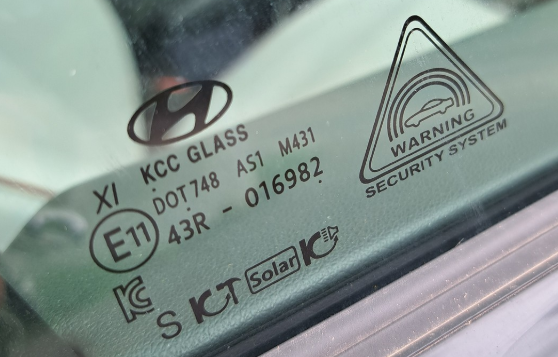 KCC GLASS
XI DOT748 AS1 M431
E11 43R - 016982
S KCT Solar
WARNING
SECURITY SYSTEM